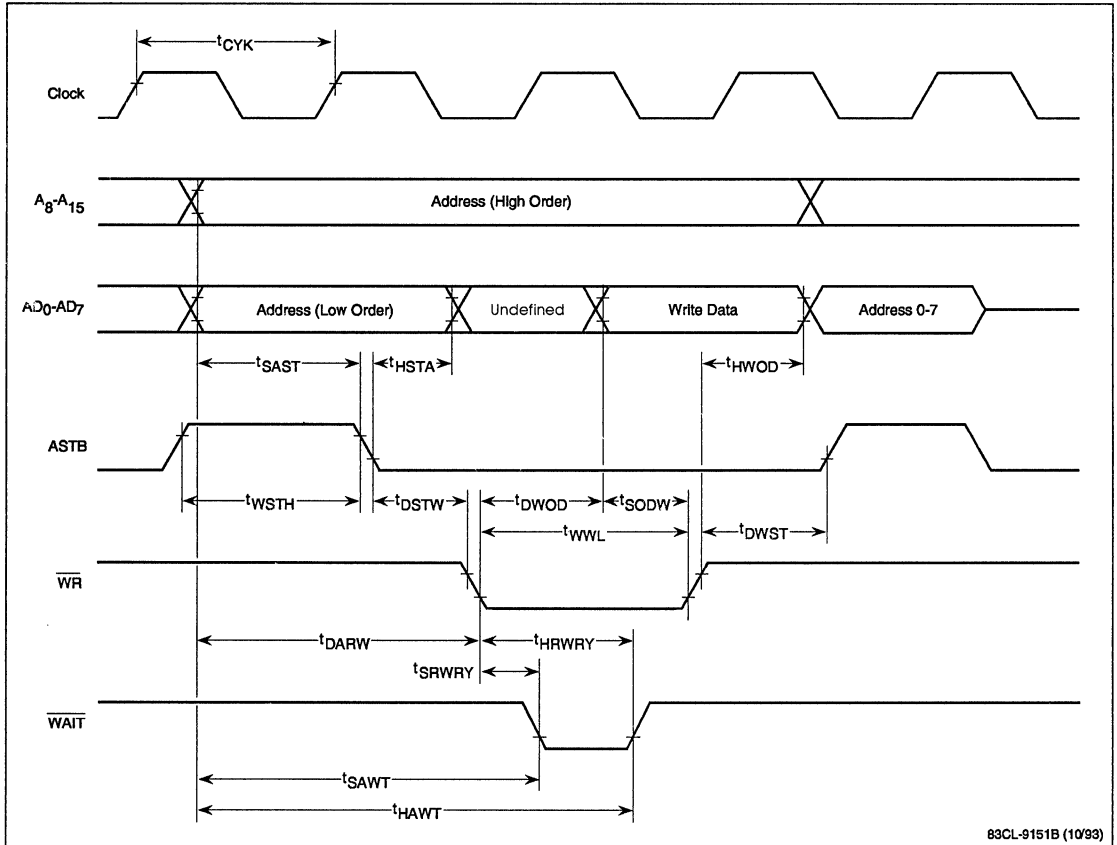 tCYK
Clock
A8-A15
Address (High Order)
AD0-AD7
Address (Low Order)
Undefined
Write Data
Address 0-7
tSAST
tHSTA
tHWOD
ASTB
tWSTH
tDSTW
tDWOD
tSODW
tWWL
tDWST
WR
tDARW
tHRWRY
tSRWRY
WAIT
tSAWT
tHAWT
83CL-9151B (10/93)